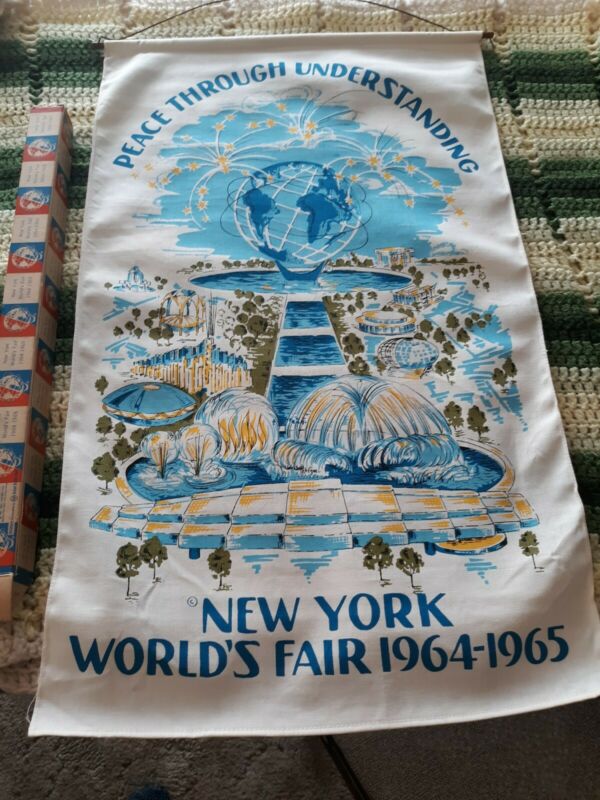 PEACE THROUGH UNDERSTANDING
© NEW YORK
WORLD'S FAIR 1964-1965